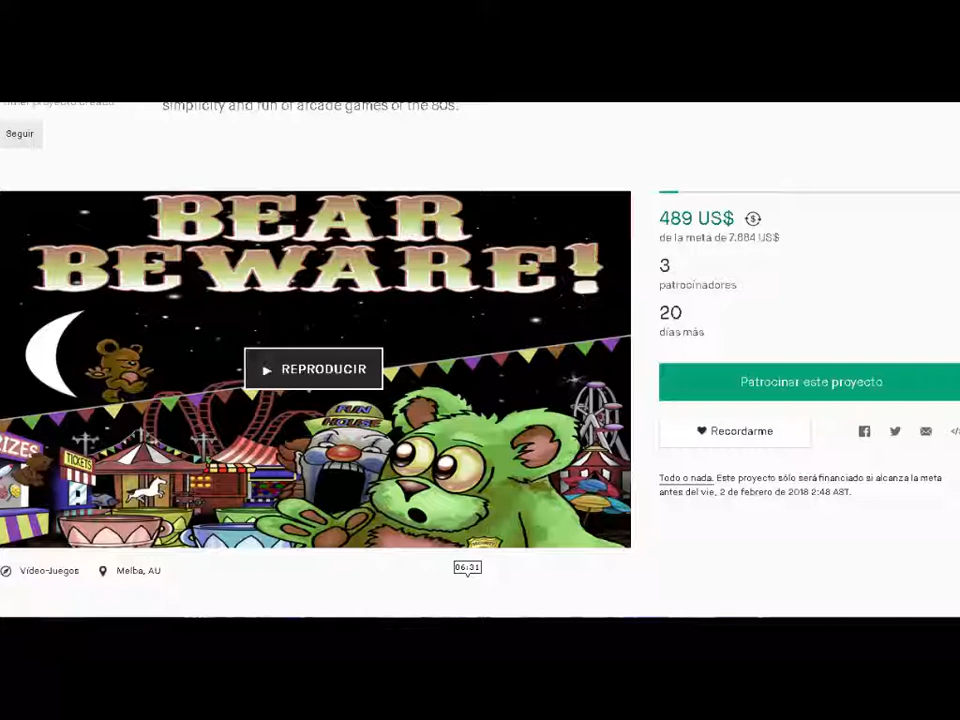 simplicity and fun of arcade games of the 80s.
Seguir
BEAR
BEWARE!
REPRODUCIR
FUN
HOUSE
PRIZES
TICKETS
SECURITY
489 US$
de la meta de 7.884 US$
3
patrocinadores
20
días más
Patrocinar este proyecto
Recordarme
Todo o nada. Este proyecto sólo será financiado si alcanza la meta
antes del vie, 2 de febrero de 2018 2:48 AST.
06:31
Vídeo-Juegos
Melba, AU